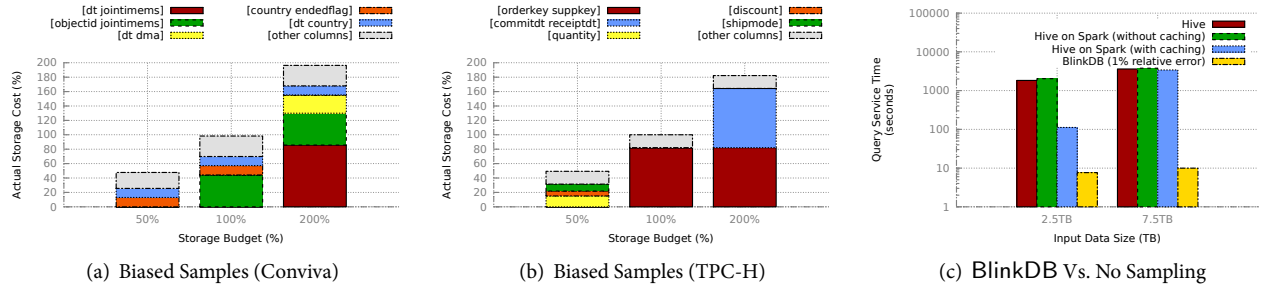 [dt jointimems]
[objectid jointimems]
[dt dma]
[country endedflag]
[dt country]
[other columns]
Actual Storage Cost (%)
200
180
160
140
120
100
80
60
40
20
0
50%
100%
200%
Storage Budget (%)
(a) Biased Samples (Conviva)
[orderkey suppkey]
[commitdt receiptdt]
[quantity]
[discount]
[shipmode]
[other columns]
Actual Storage Cost (%)
200
180
160
140
120
100
80
60
40
20
0
50%
100%
200%
Storage Budget (%)
(b) Biased Samples (TPC-H)
Hive
Hive on Spark (without caching)
Hive on Spark (with caching)
BlinkDB (1% relative error)
Query Service Time
(seconds)
100000
10000
1000
100
10
1
2.5TB
7.5TB
Input Data Size (TB)
(c) BlinkDB Vs. No Sampling